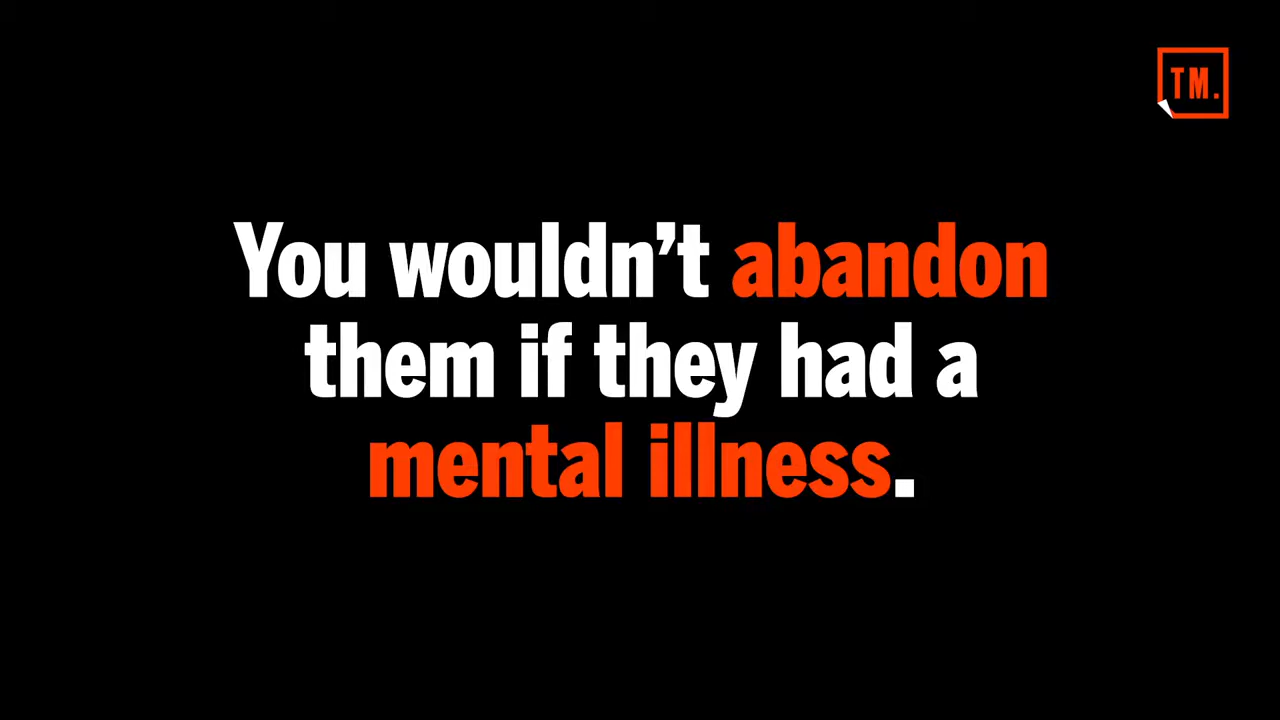 TM.
You wouldn’t abandon
them if they had a
mental illness.